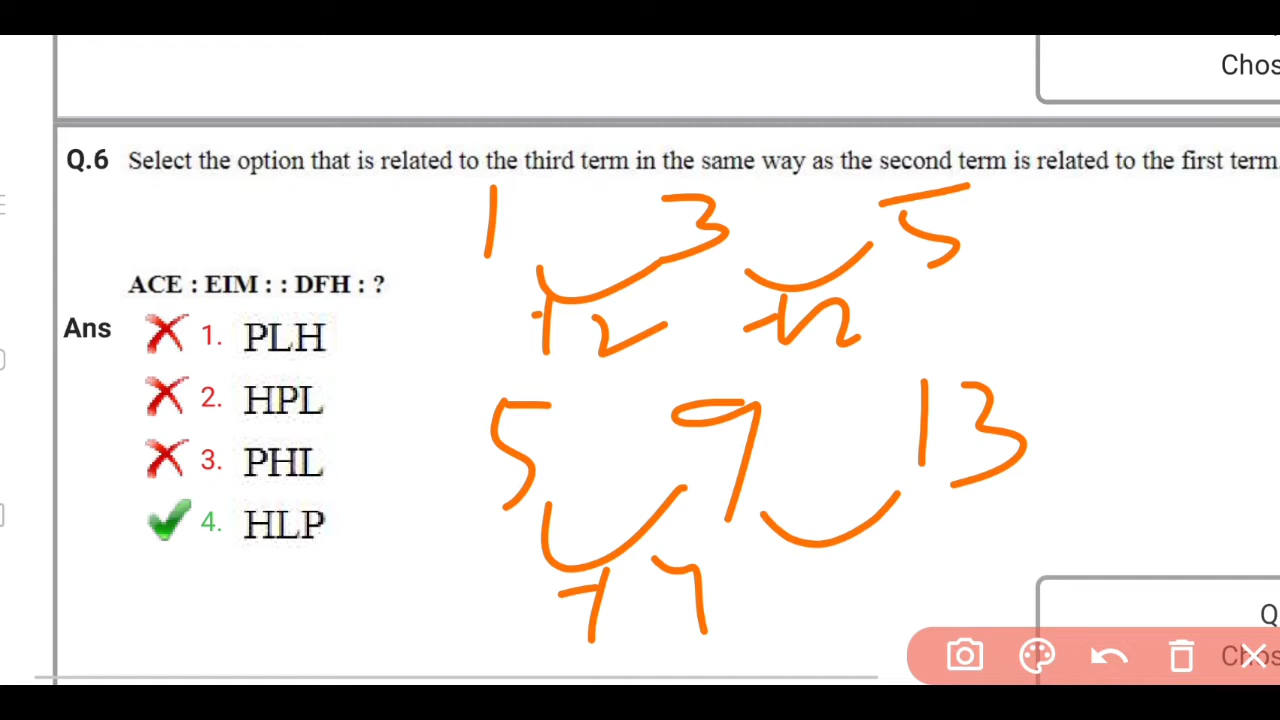 Chos
Q.6 Select the option that is related to the third term in the same way as the second term is related to the first term.
1 3 5
ACE : EIM : : DFH : ?
+2 +2
Ans 1. PLH
2. HPL
5 9 13
3. PHL
4. HLP
+4
Q
Chos